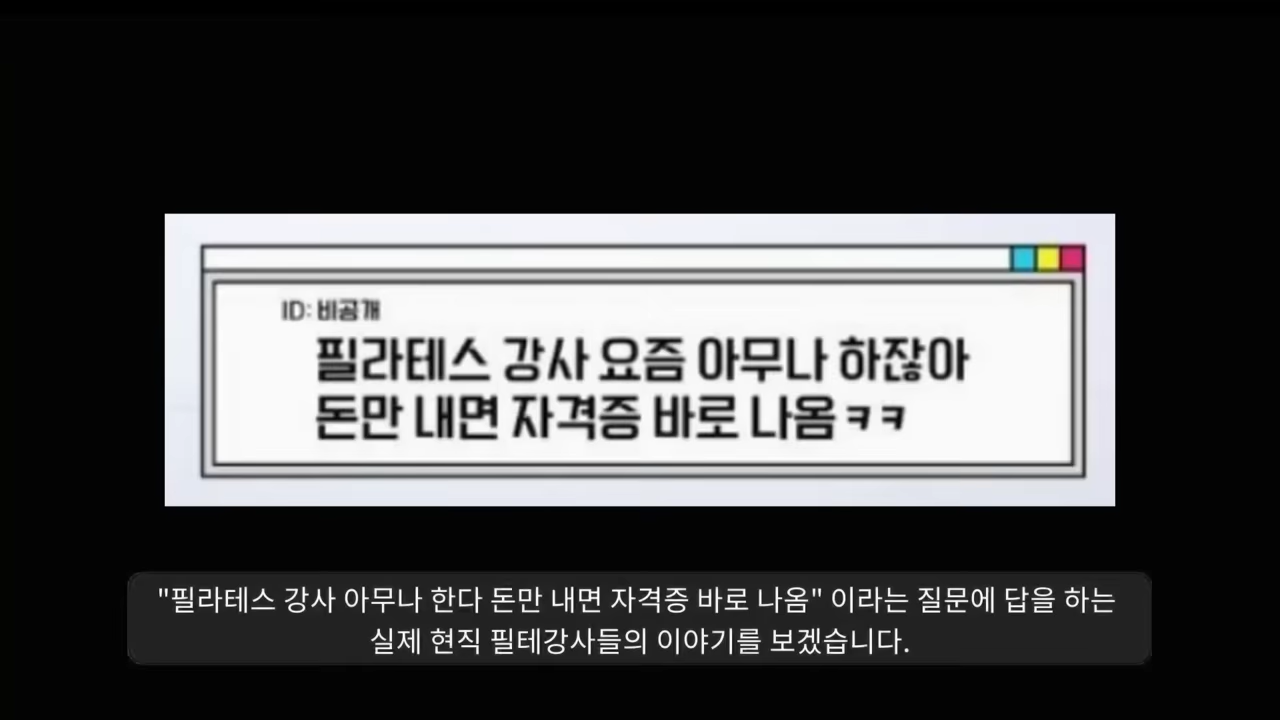 ID: 비공개
필라테스 강사 요즘 아무나 하잖아
돈만 내면 자격증 바로 나옴ㅋㅋ
"필라테스 강사 아무나 한다 돈만 내면 자격증 바로 나옴" 이라는 질문에 답을 하는
실제 현직 필테강사들의 이야기를 보겠습니다.